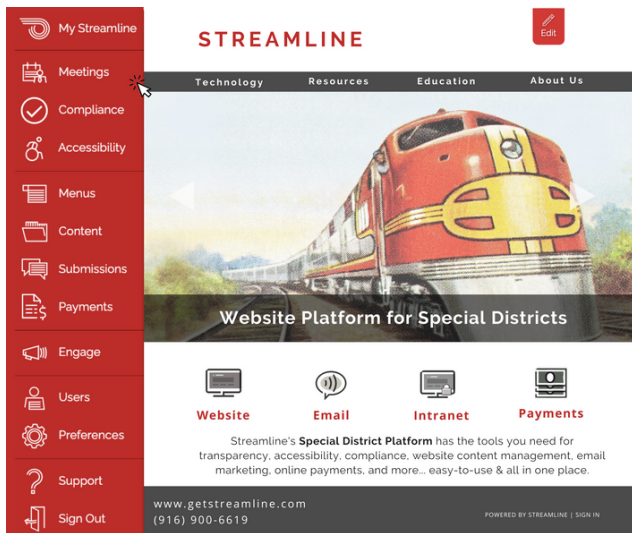 My Streamline
Meetings
Compliance
Accessibility
Menus
Content
Submissions
Payments
Engage
Users
Preferences
Support
Sign Out
STREAMLINE
Edit
Technology Resources Education About Us
Website Platform for Special Districts
Website Email Intranet Payments
Streamline's Special District Platform has the tools you need for
transparency, accessibility, compliance, website content management, email
marketing, online payments, and more... easy-to-use & all in one place.
www.getstreamline.com
(916) 900-6619
POWERED BY STREAMLINE | SIGN IN